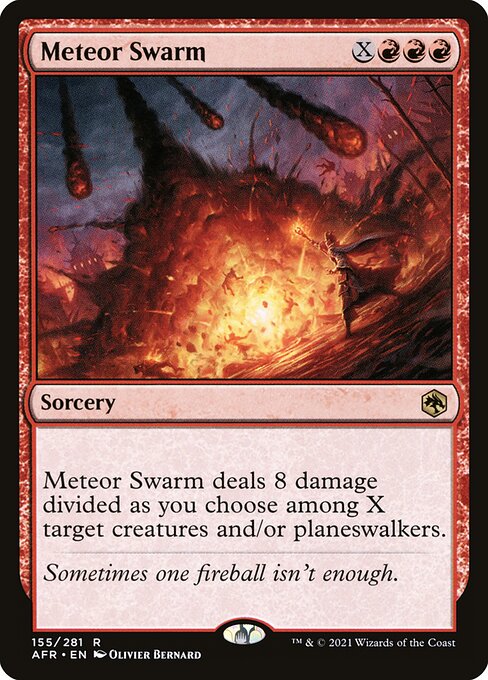 Meteor Swarm X
Sorcery
Meteor Swarm deals 8 damage
divided as you choose among X
target creatures and/or planeswalkers.
Sometimes one fireball isn't enough.
155/281 R
AFR • EN Olivier Bernard
™ & © 2021 Wizards of the Coast